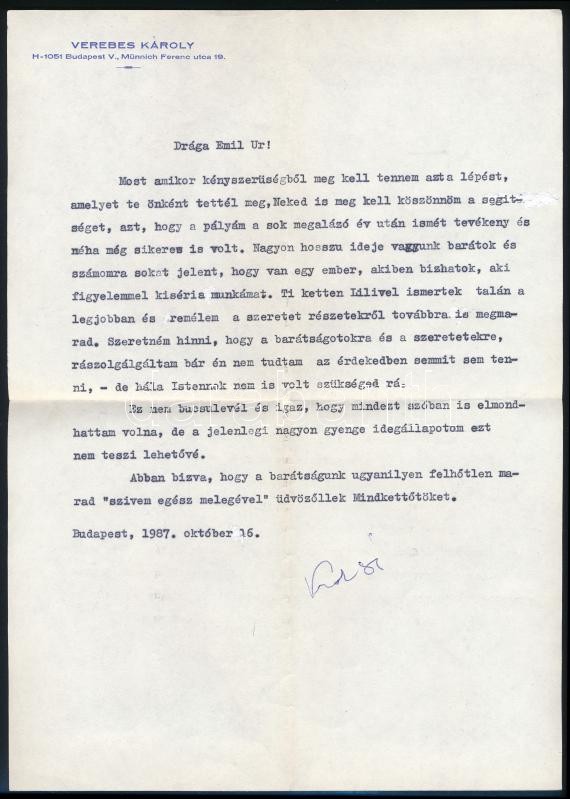 VEREBES KÁROLY
H-1051 Budapest V., Münnich Ferenc utca 19.
Drága Emil Ur!
Most amikor kényszerüségből meg kell tennem azta lépést,
amelyet te önként tettél meg,Neked is meg kell köszönnöm a segit-
séget, azt, hogy a pályám a sok megalázó év után ismét tevékeny és
néha még sikeres is volt. Nagyon hosszu ideje vagyunk barátok és
számomra sokat jelent, hogy van egy ember, akiben bizhatok, aki
figyelemmel kiséria munkámat. Ti ketten Lilivel ismertek talán a
legjobban és remélem a szeretet részetekről továbbra is megma-
rad. Szeretném hinni, hogy a barátságotokra és a szeretetekre,
rászolgálgáltam bár én nem tudtam az érdekedben semmit sem ten-
ni, - de hála Istennek nem is volt szükséged rá.
Ez nem bucsulevél és igaz, hogy mindezt szóban is elmond-
hattam volna, de a jelenlegi nagyon gyenge idegállapotom ezt
nem teszi lehetővé.
Abban bizva, hogy a barátságunk ugyanilyen felhőtlen ma-
rad "szivem egész melegével" üdvözöllek Mindkettőtöket.
Budapest, 1987. október 16.